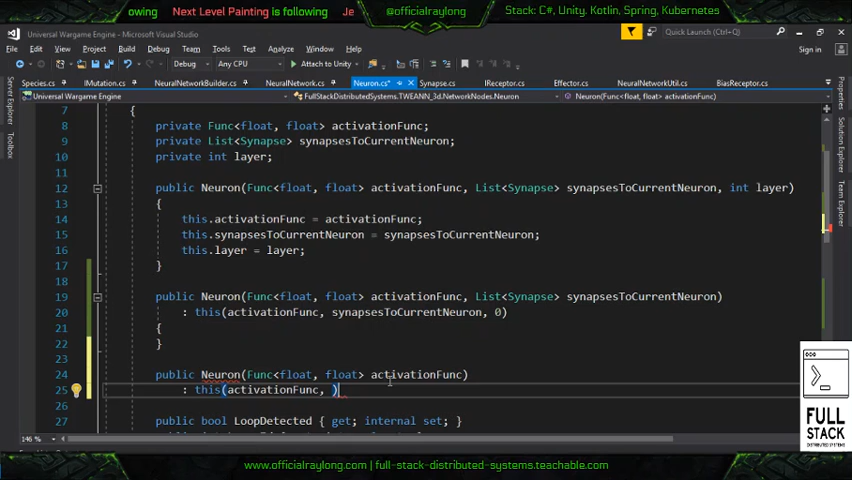 owing Next Level Painting is following Je @officialraylong Stack: C#, Unity, Kotlin, Spring, Kubernetes
Universal Wargame Engine - Microsoft Visual Studio Quick Launch (Ctrl+Q)
File Edit View Project Build Debug Team Tools Test Analyze Window Help Sign in
Debug Any CPU Attach to Unity
Species.cs IMutation.cs NeuralNetworkBuilder.cs NeuralNetwork.cs Neuron.cs* Synapse.cs IReceptor.cs Effector.cs NeuralNetworkUtil.cs BiasReceptor.cs
Universal Wargame Engine FullStackDistributedSystems.TWEANN_3d.NetworkNodes.Neuron Neuron(Func<float, float> activationFunc)
Server Explorer
Toolbox
Properties
Solution Explorer
Team Explorer
7 {
8 private Func<float, float> activationFunc;
9 private List<Synapse> synapsesToCurrentNeuron;
10 private int layer;
11
12 public Neuron(Func<float, float> activationFunc, List<Synapse> synapsesToCurrentNeuron, int layer)
13 {
14 this.activationFunc = activationFunc;
15 this.synapsesToCurrentNeuron = synapsesToCurrentNeuron;
16 this.layer = layer;
17 }
18
19 public Neuron(Func<float, float> activationFunc, List<Synapse> synapsesToCurrentNeuron)
20 : this(activationFunc, synapsesToCurrentNeuron, 0)
21 {
22 }
23
24 public Neuron(Func<float, float> activationFunc)
25 : this(activationFunc, )
26
27 public bool LoopDetected { get; internal set; }
146 %
FULL
STACK
www.officialraylong.com | full-stack-distributed-systems.teachable.com